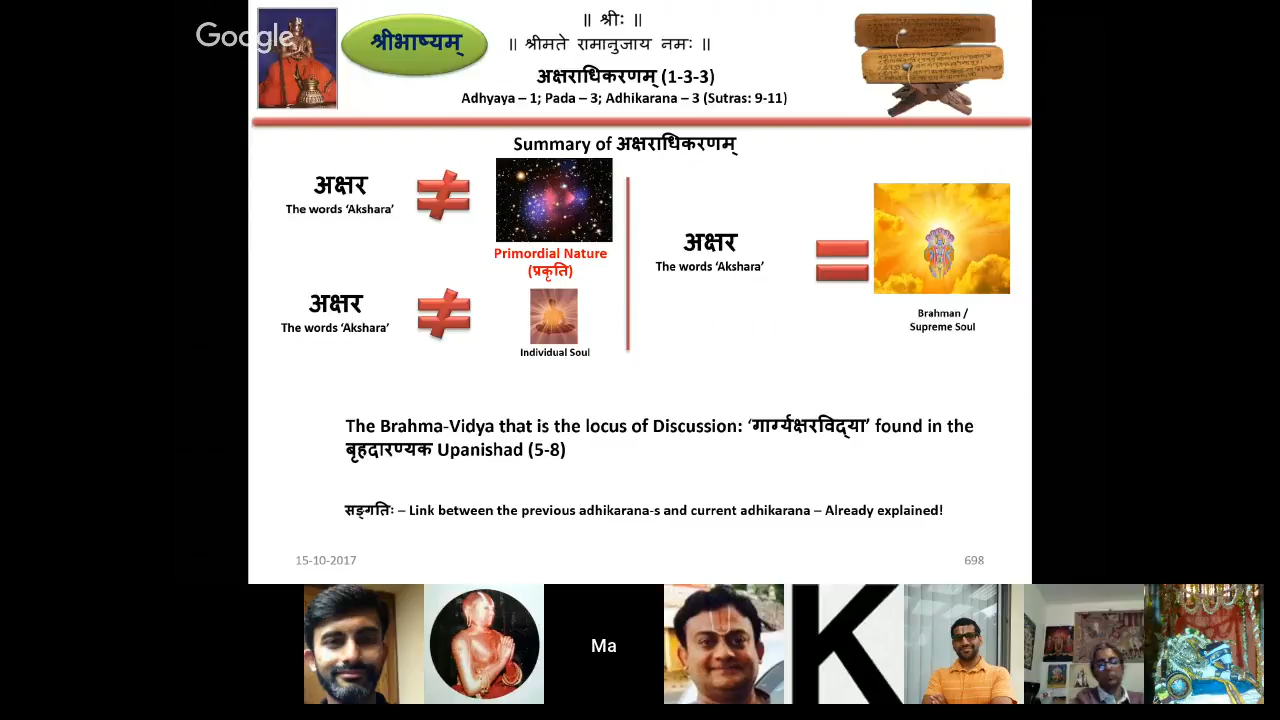 Google
श्रीभाष्यम्
॥ श्रीः ॥
॥ श्रीमते रामानुजाय नमः ॥
अक्षराधिकरणम् (1-3-3)
Adhyaya – 1; Pada – 3; Adhikarana – 3 (Sutras: 9-11)
Summary of अक्षराधिकरणम्
अक्षर
The words ‘Akshara’
Primordial Nature
(प्रकृति)
अक्षर
The words ‘Akshara’
Individual Soul
अक्षर
The words ‘Akshara’
Brahman /
Supreme Soul
The Brahma-Vidya that is the locus of Discussion: ‘गार्ग्यक्षरविद्या’ found in the
बृहदारण्यक Upanishad (5-8)
सङ्गतिः – Link between the previous adhikarana-s and current adhikarana – Already explained!
15-10-2017
698
Ma
K